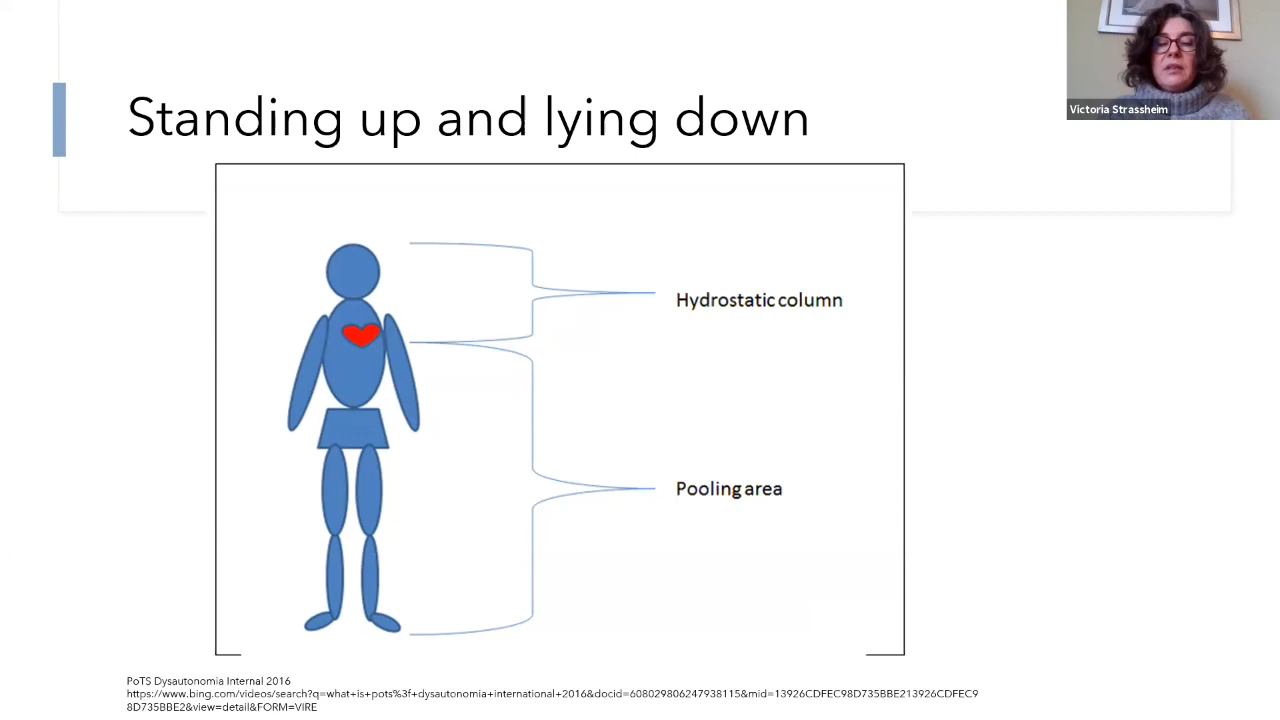 Standing up and lying down
Victoria Strassheim
Hydrostatic column
Pooling area
PoTS Dysautonomia Internal 2016
https://www.bing.com/videos/search?q=what+is+pots%3f+dysautonomia+international+2016&docid=608029806247938115&mid=13926CDFEC98D735BBE213926CDFEC9
8D735BBE2&view=detail&FORM=VIRE